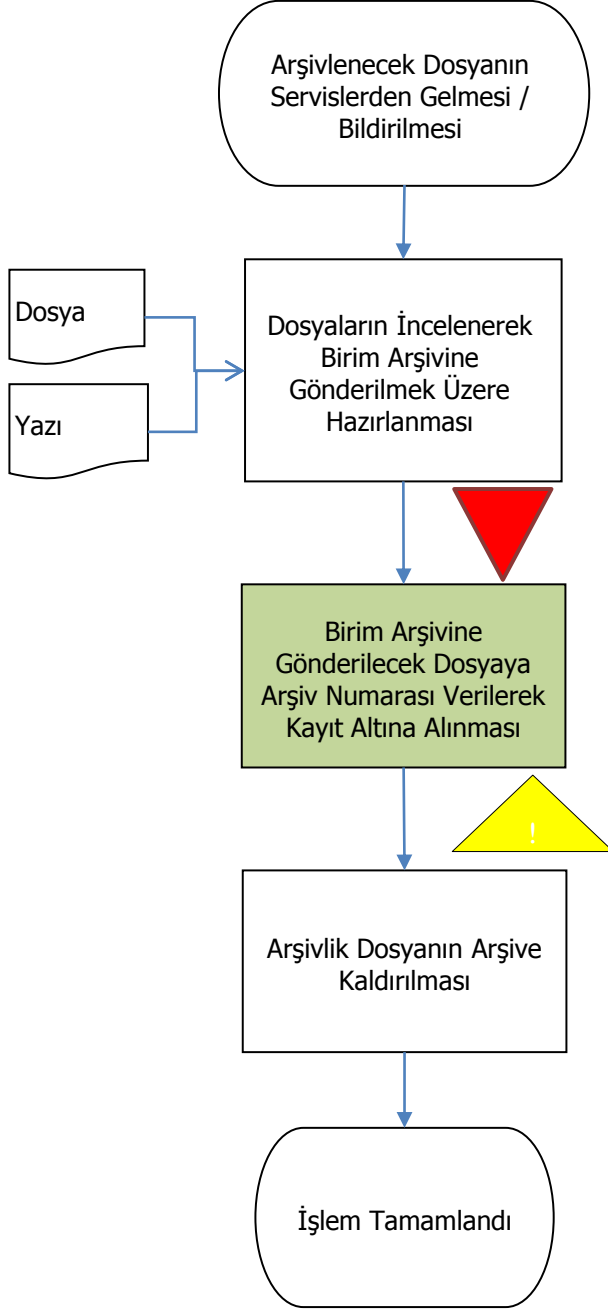 Arşivlenecek Dosyanın
Servislerden Gelmesi /
Bildirilmesi
Dosya
Yazı
Dosyaların İncelenerek
Birim Arşivine
Gönderilmek Üzere
Hazırlanması
Birim Arşivine
Gönderilecek Dosyaya
Arşiv Numarası Verilerek
Kayıt Altına Alınması
!
Arşivlik Dosyanın Arşive
Kaldırılması
İşlem Tamamlandı